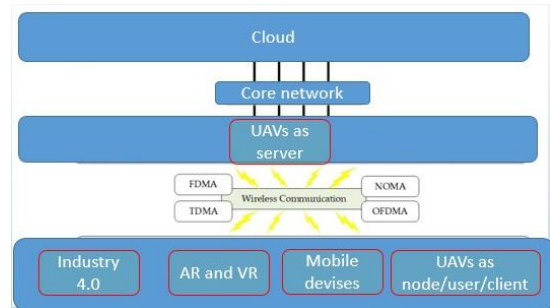 Cloud
Core network
UAVs as
server
FDMA
NOMA
Wireless Communication
TDMA
OFDMA
Industry
4.0
AR and VR
Mobile
devises
UAVs as
node/user/client